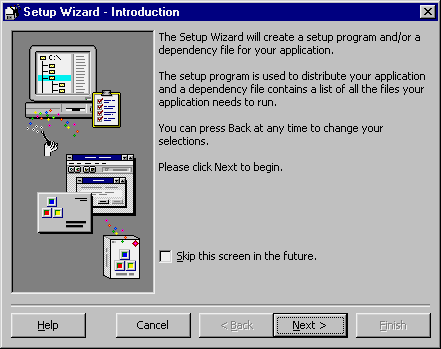 Setup Wizard - Introduction
C:\
The Setup Wizard will create a setup program and/or a
dependency file for your application.
The setup program is used to distribute your application
and a dependency file contains a list of all the files your
application needs to run.
You can press Back at any time to change your
selections.
Please click Next to begin.
Skip this screen in the future.
Help
Cancel
< Back
Next >
Finish